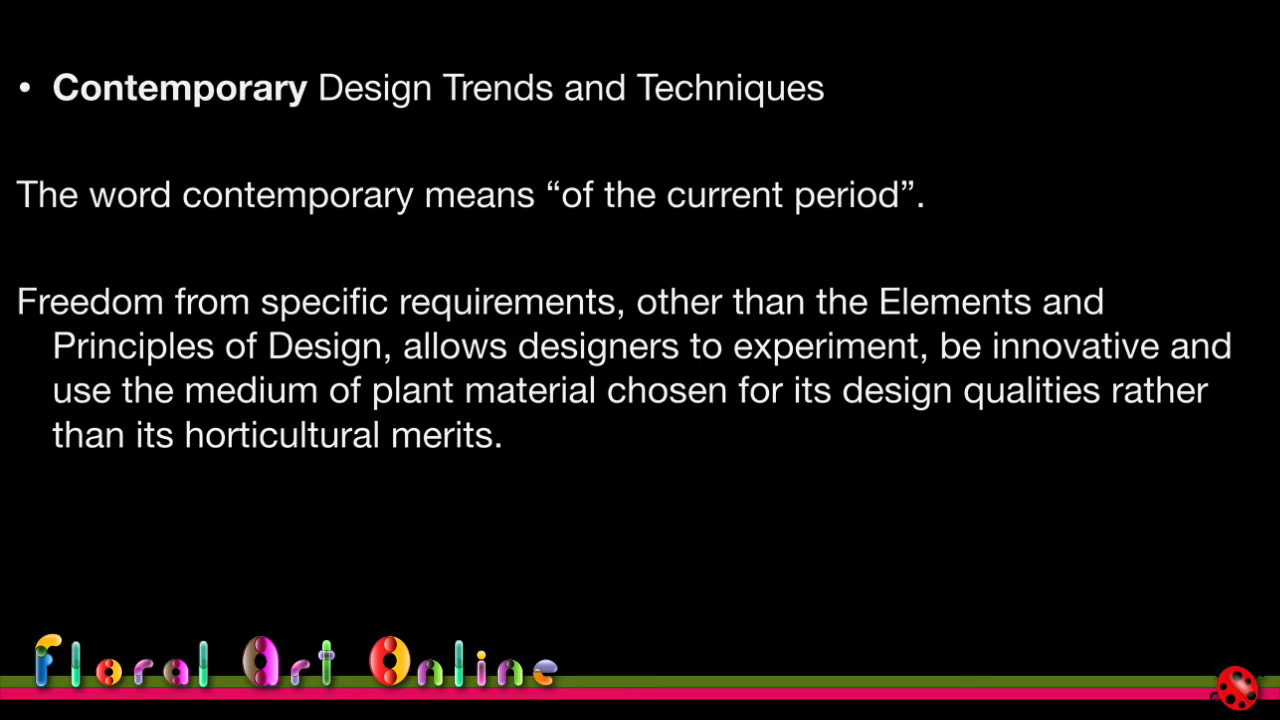 • Contemporary Design Trends and Techniques
The word contemporary means “of the current period”.
Freedom from specific requirements, other than the Elements and
Principles of Design, allows designers to experiment, be innovative and
use the medium of plant material chosen for its design qualities rather
than its horticultural merits.
Floral Art Online